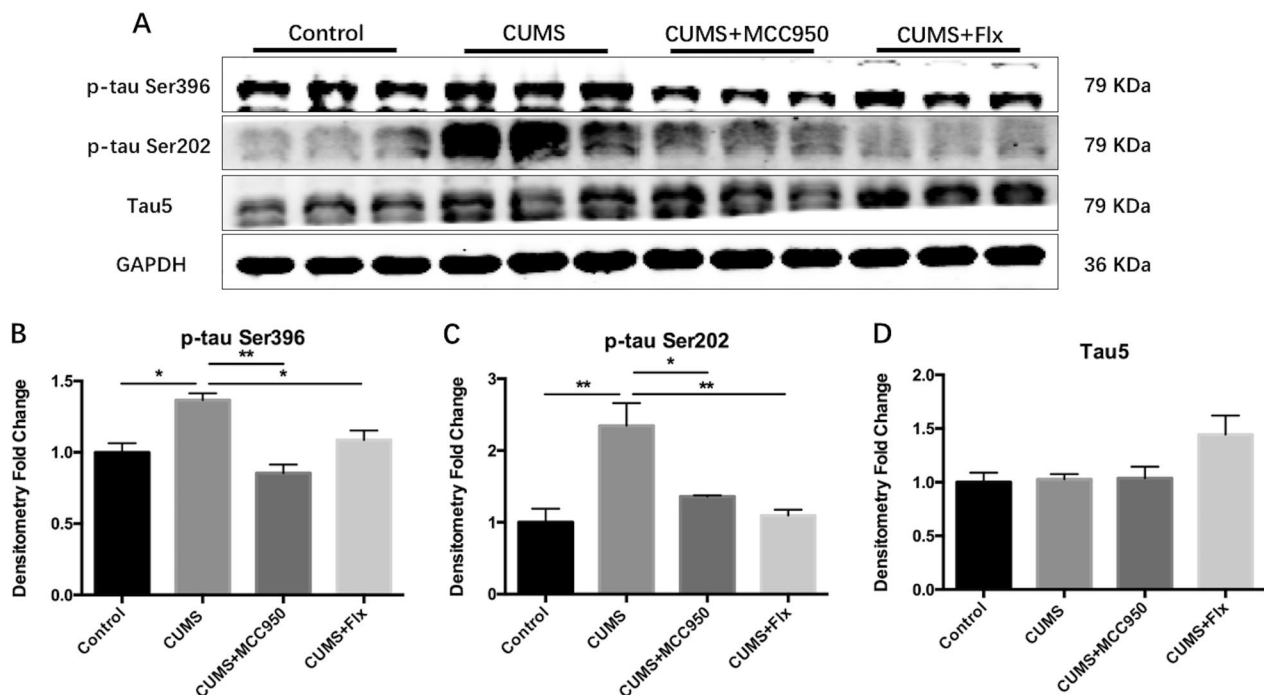 A
Control CUMS CUMS+MCC950 CUMS+Flx
p-tau Ser396 79 KDa
p-tau Ser202 79 KDa
Tau5 79 KDa
GAPDH 36 KDa
B
p-tau Ser396
Densitometry Fold Change
1.5
1.0
0.5
0.0
* ** *
Control CUMS CUMS+MCC950 CUMS+Flx
C
p-tau Ser202
Densitometry Fold Change
3
2
1
0
** * **
Control CUMS CUMS+MCC950 CUMS+Flx
D
Tau5
Densitometry Fold Change
2.0
1.5
1.0
0.5
0.0
Control CUMS CUMS+MCC950 CUMS+Flx